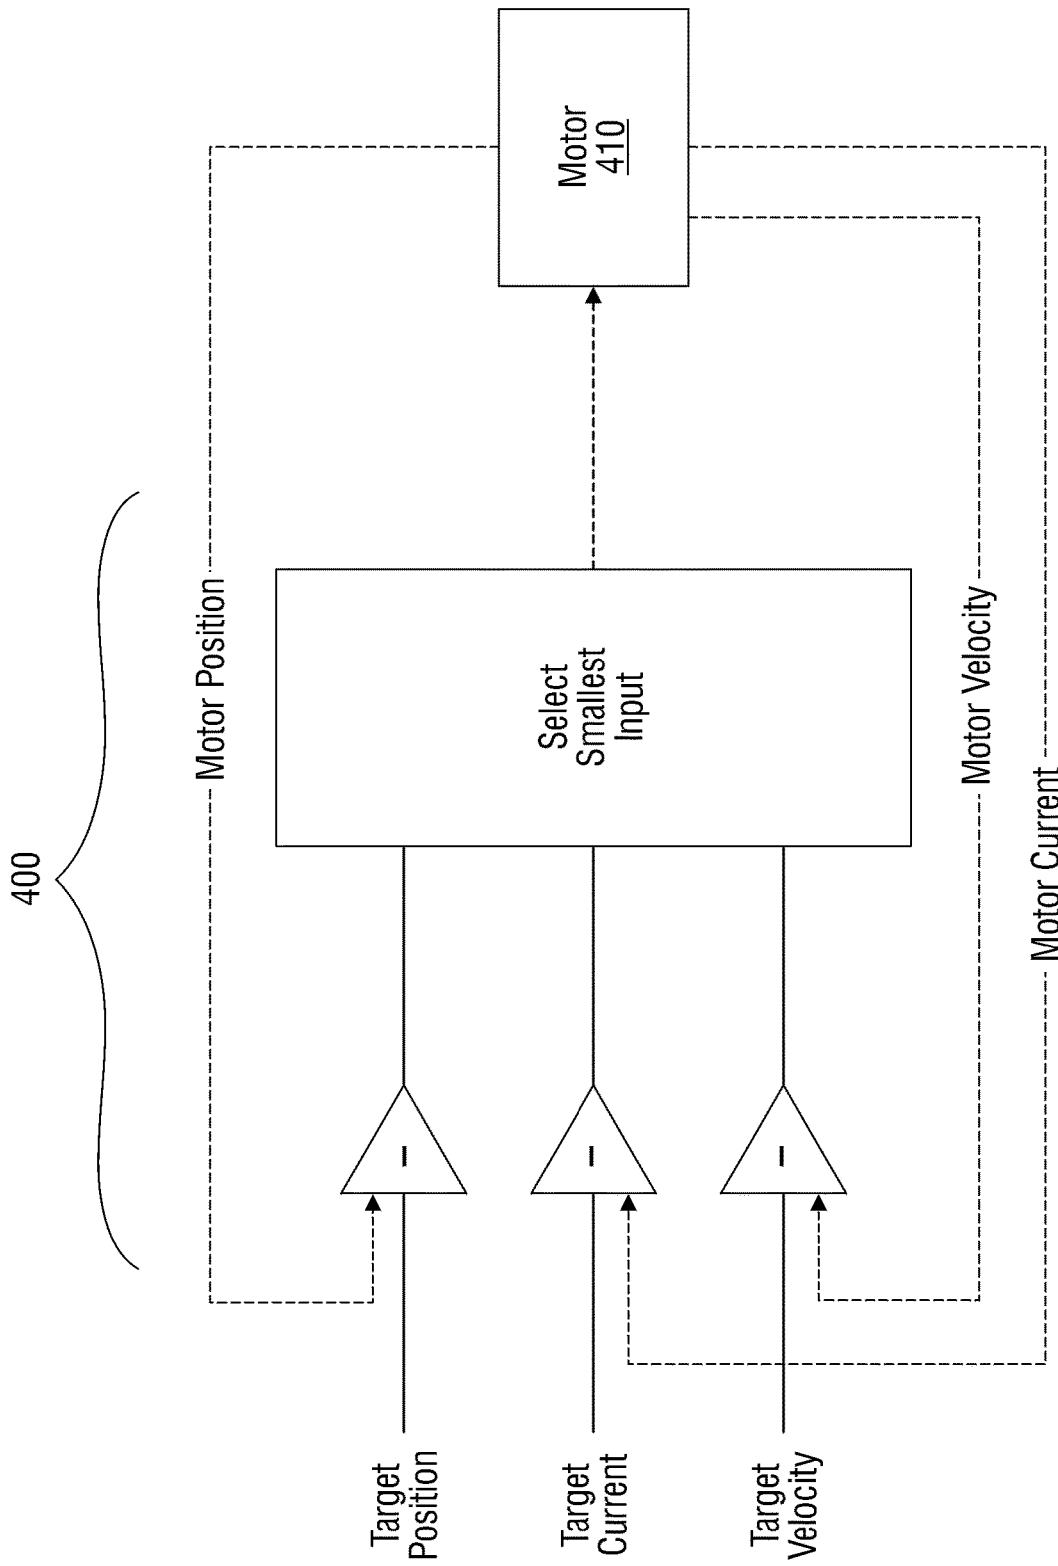 400
Motor Position
Motor
410
Select
Smallest
Input
Target
Position
Target
Current
Target
Velocity
Motor Velocity
Motor Current